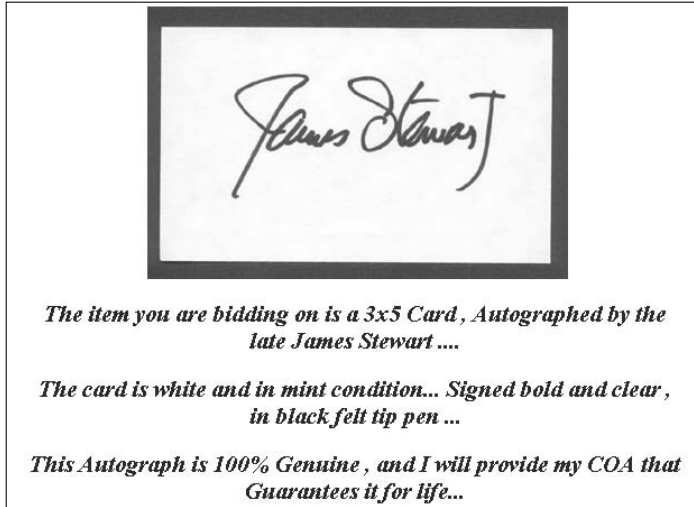 James Stewart
The item you are bidding on is a 3x5 Card , Autographed by the
late James Stewart ....
The card is white and in mint condition... Signed bold and clear ,
in black felt tip pen ...
This Autograph is 100% Genuine , and I will provide my COA that
Guarantees it for life...